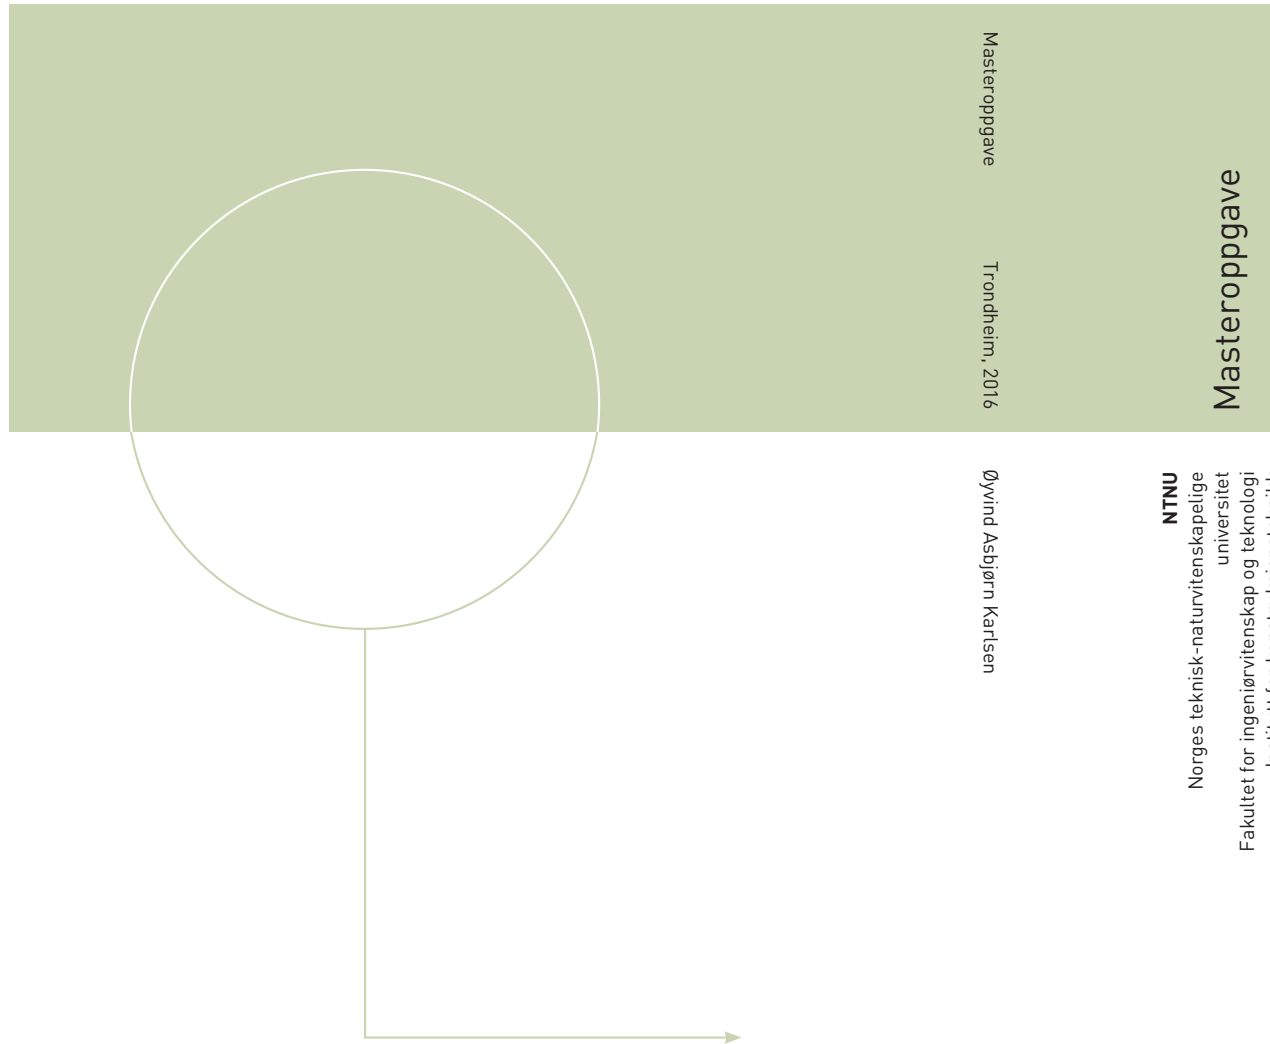 Masteroppgave
Trondheim, 2016
Øyvind Asbjørn Karlsen
Masteroppgave
NTNU
Norges teknisk-naturvitenskapelige
universitet
Fakultet for ingeniørvitenskap og teknologi